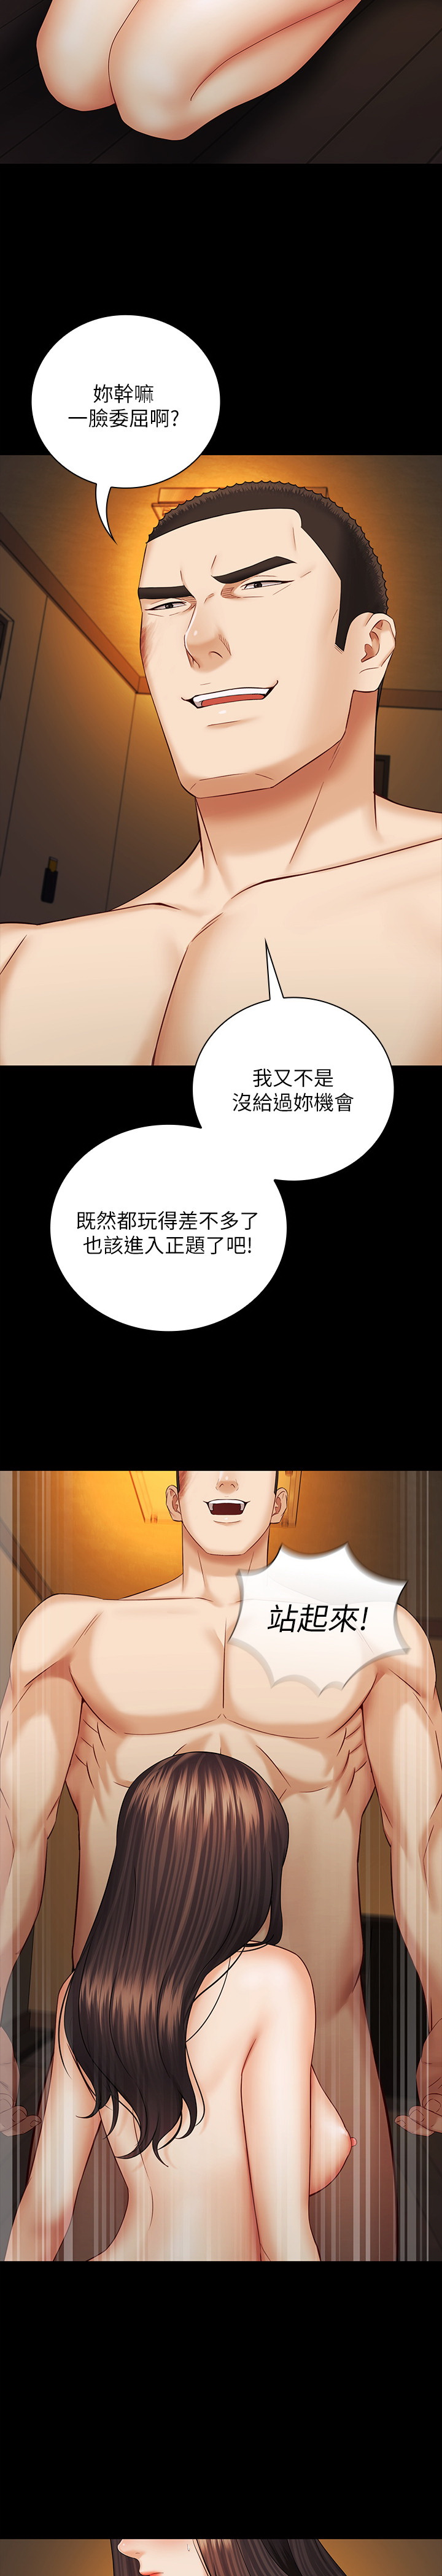 妳幹嘛
一臉委屈啊?
我又不是
沒給過妳機會
既然都玩得差不多了
也該進入正題了吧!
站起來!